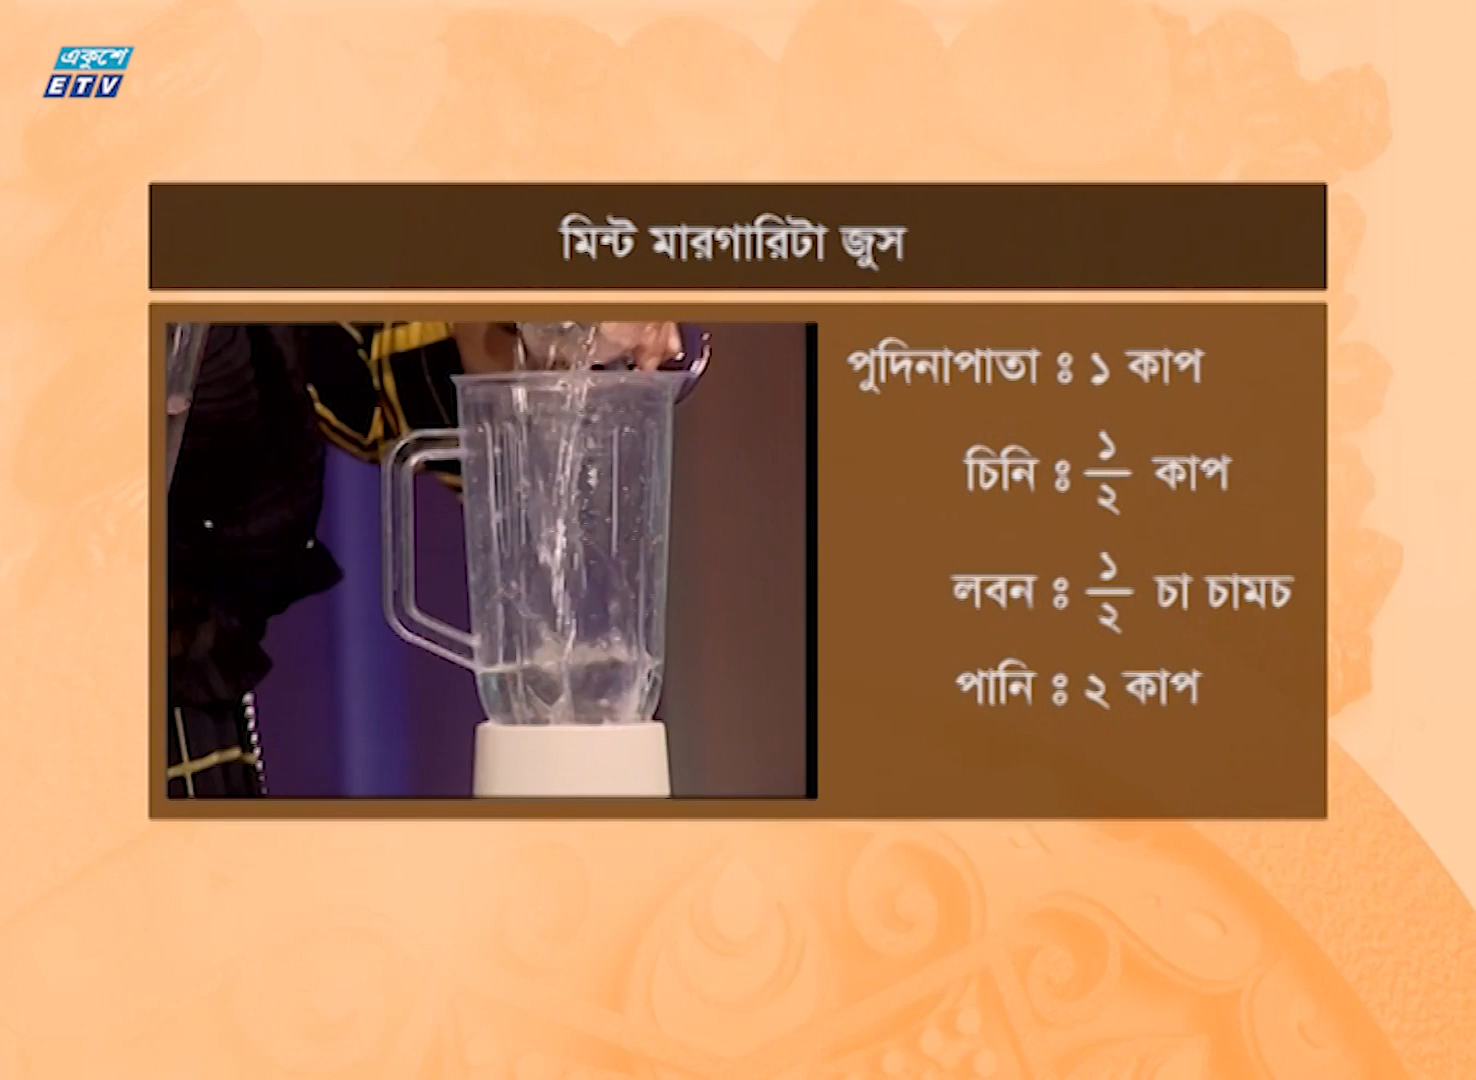 একুশে
ETV
মিন্ট মারগারিটা জুস
পুদিনাপাতা ঃ ১ কাপ
চিনি ঃ ১/২ কাপ
লবন ঃ ১/২ চা চামচ
পানি ঃ ২ কাপ